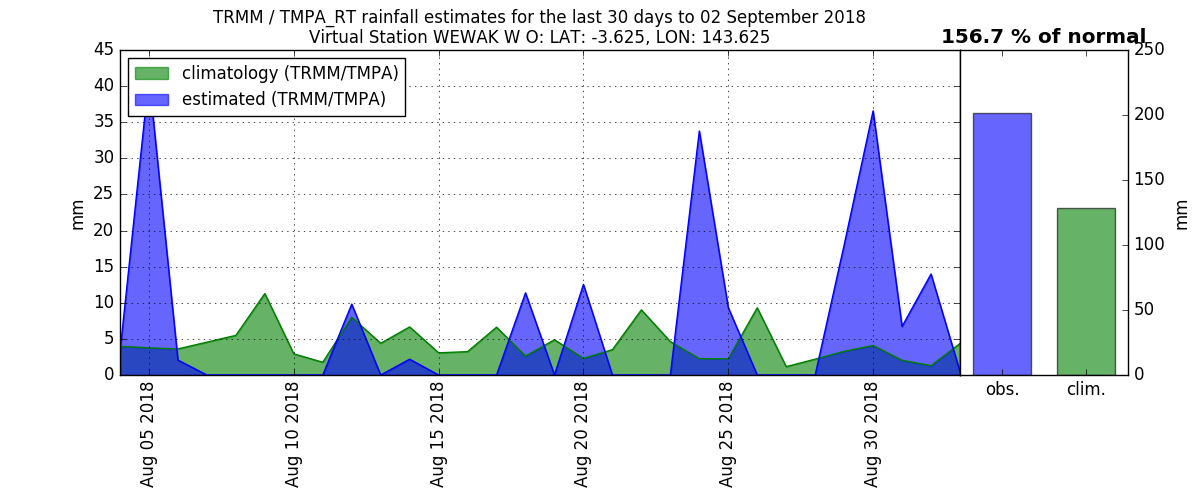 TRMM / TMPA_RT rainfall estimates for the last 30 days to 02 September 2018
Virtual Station WEWAK W O: LAT: -3.625, LON: 143.625
156.7 % of normal
climatology (TRMM/TMPA)
estimated (TRMM/TMPA)
mm
45
40
35
30
25
20
15
10
5
0
Aug 05 2018
Aug 10 2018
Aug 15 2018
Aug 20 2018
Aug 25 2018
Aug 30 2018
obs.
clim.
250
200
150
100
50
0
mm